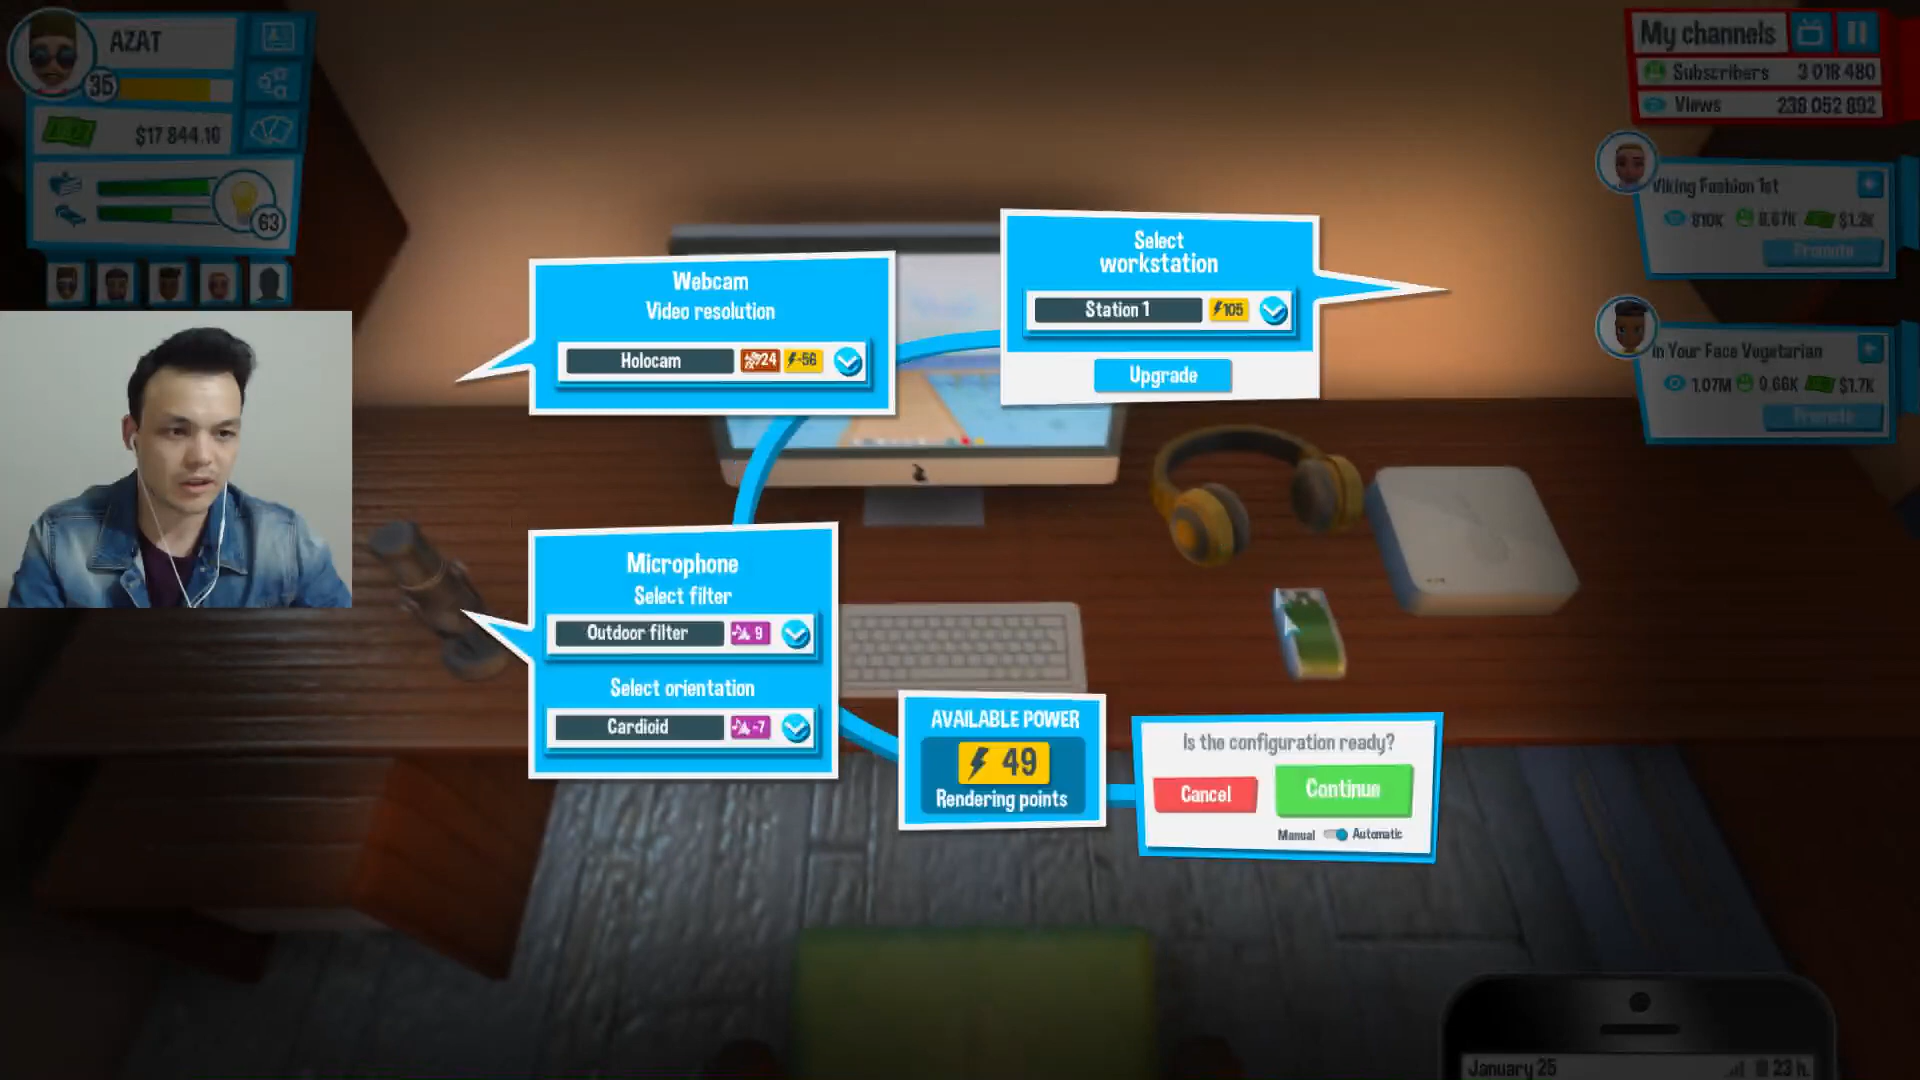 AZAT
35
$17 844.10
63
My channels
Subscribers 3 018 480
Views 238 052 892
Viking Fashion 1st
810K 8.67K $1.2K
Promote
In Your Face Vegetarian
1.07M 9.66K $1.7K
Promote
Webcam
Video resolution
Holocam 24 -56
Select
workstation
Station 1 105
Upgrade
Microphone
Select filter
Outdoor filter 9
Select orientation
Cardioid -7
AVAILABLE POWER
49
Rendering points
Is the configuration ready?
Cancel Continue
Manual Automatic
January 25 23 h.